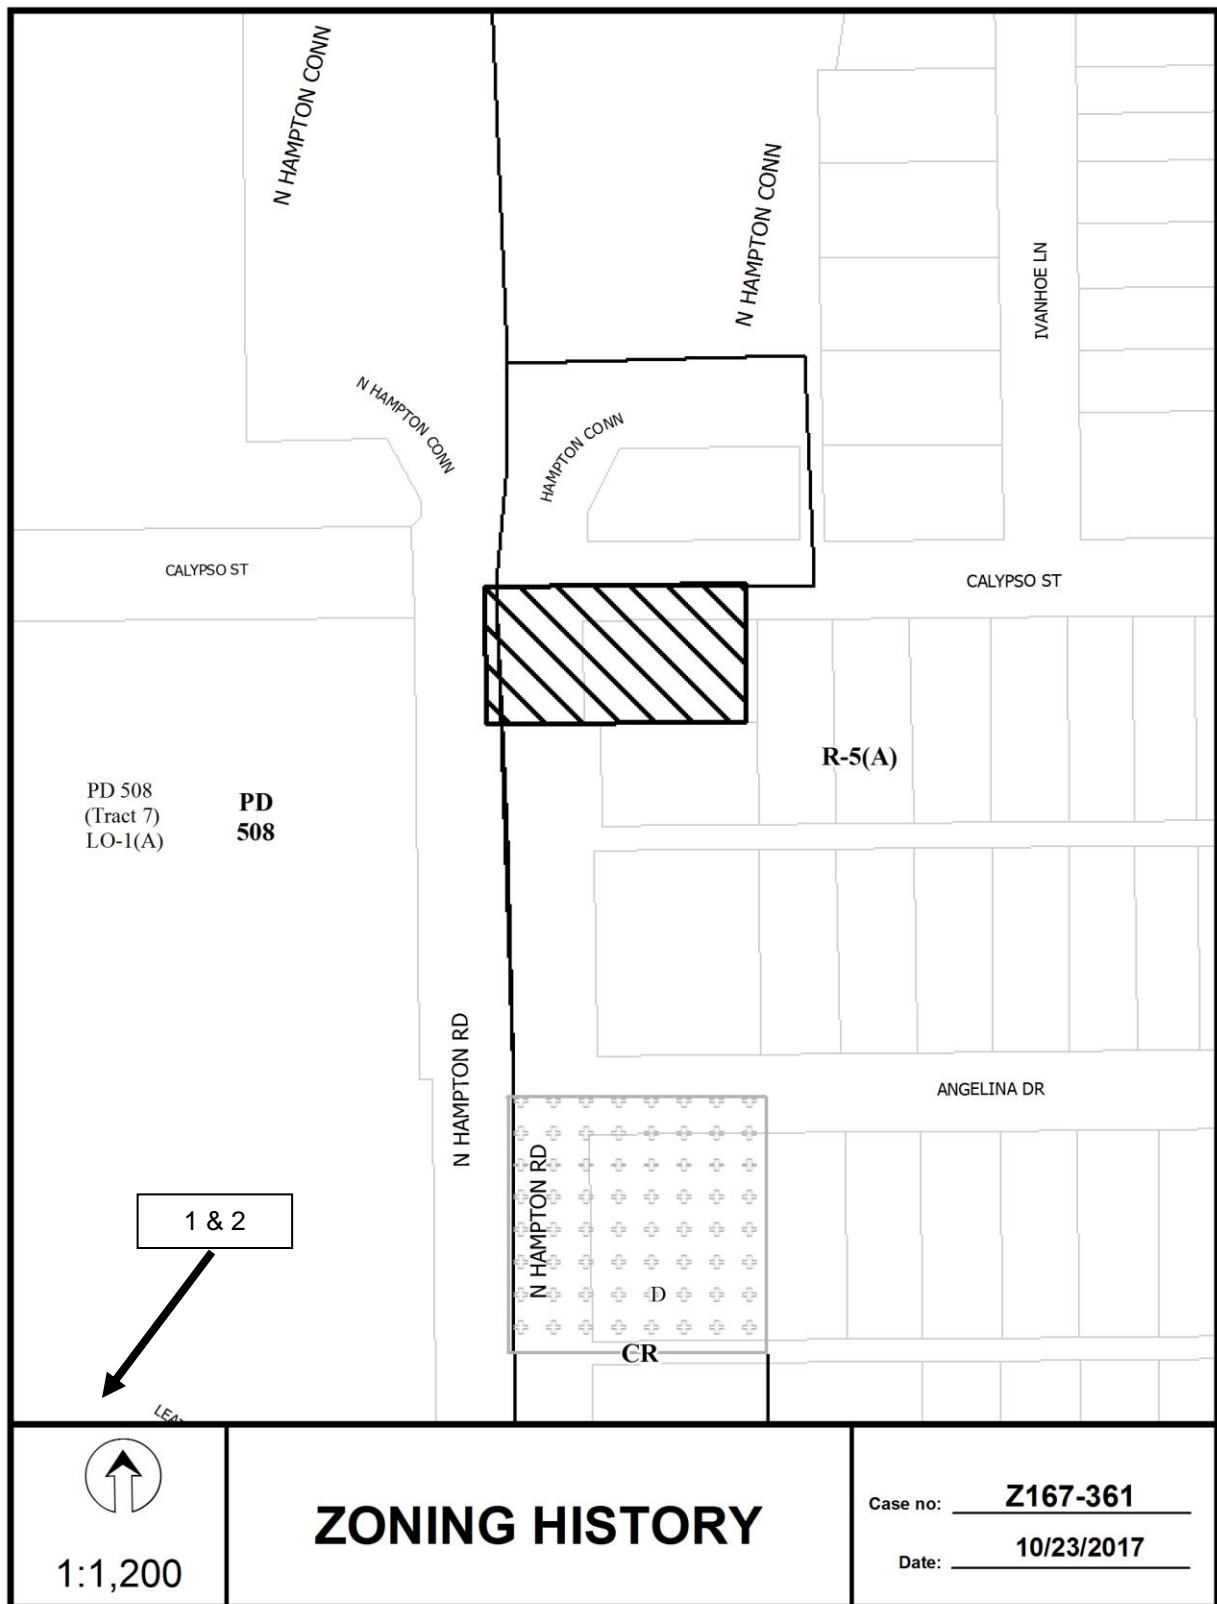 N HAMPTON CONN
N HAMPTON CONN
IVANHOE LN
N HAMPTON CONN
HAMPTON CONN
CALYPSO ST
CALYPSO ST
R-5(A)
PD 508
(Tract 7)
LO-1(A)
PD
508
N HAMPTON RD
ANGELINA DR
N HAMPTON RD
1 & 2
D
CR
1:1,200
ZONING HISTORY
Case no: Z167-361
Date: 10/23/2017